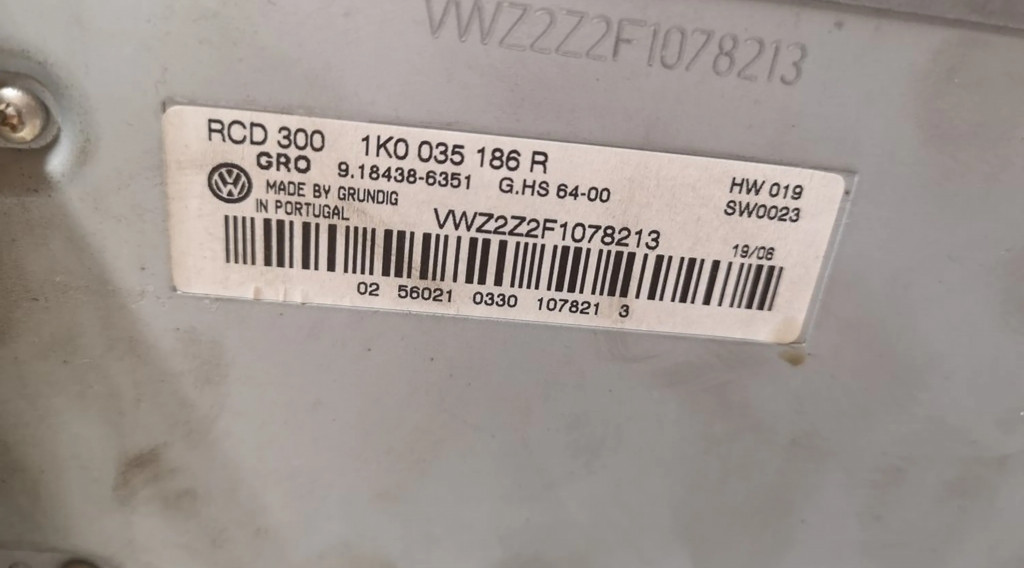 VWZ2Z2F1078213
RCD 300 1K0 035 186 R
GRO 9.18438-6351 G.HS 64-00 HW 019
MADE BY GRUNDIG SW0023
IN PORTUGAL VWZ2Z2F1078213 19/06
02 56021 0330 107821 3